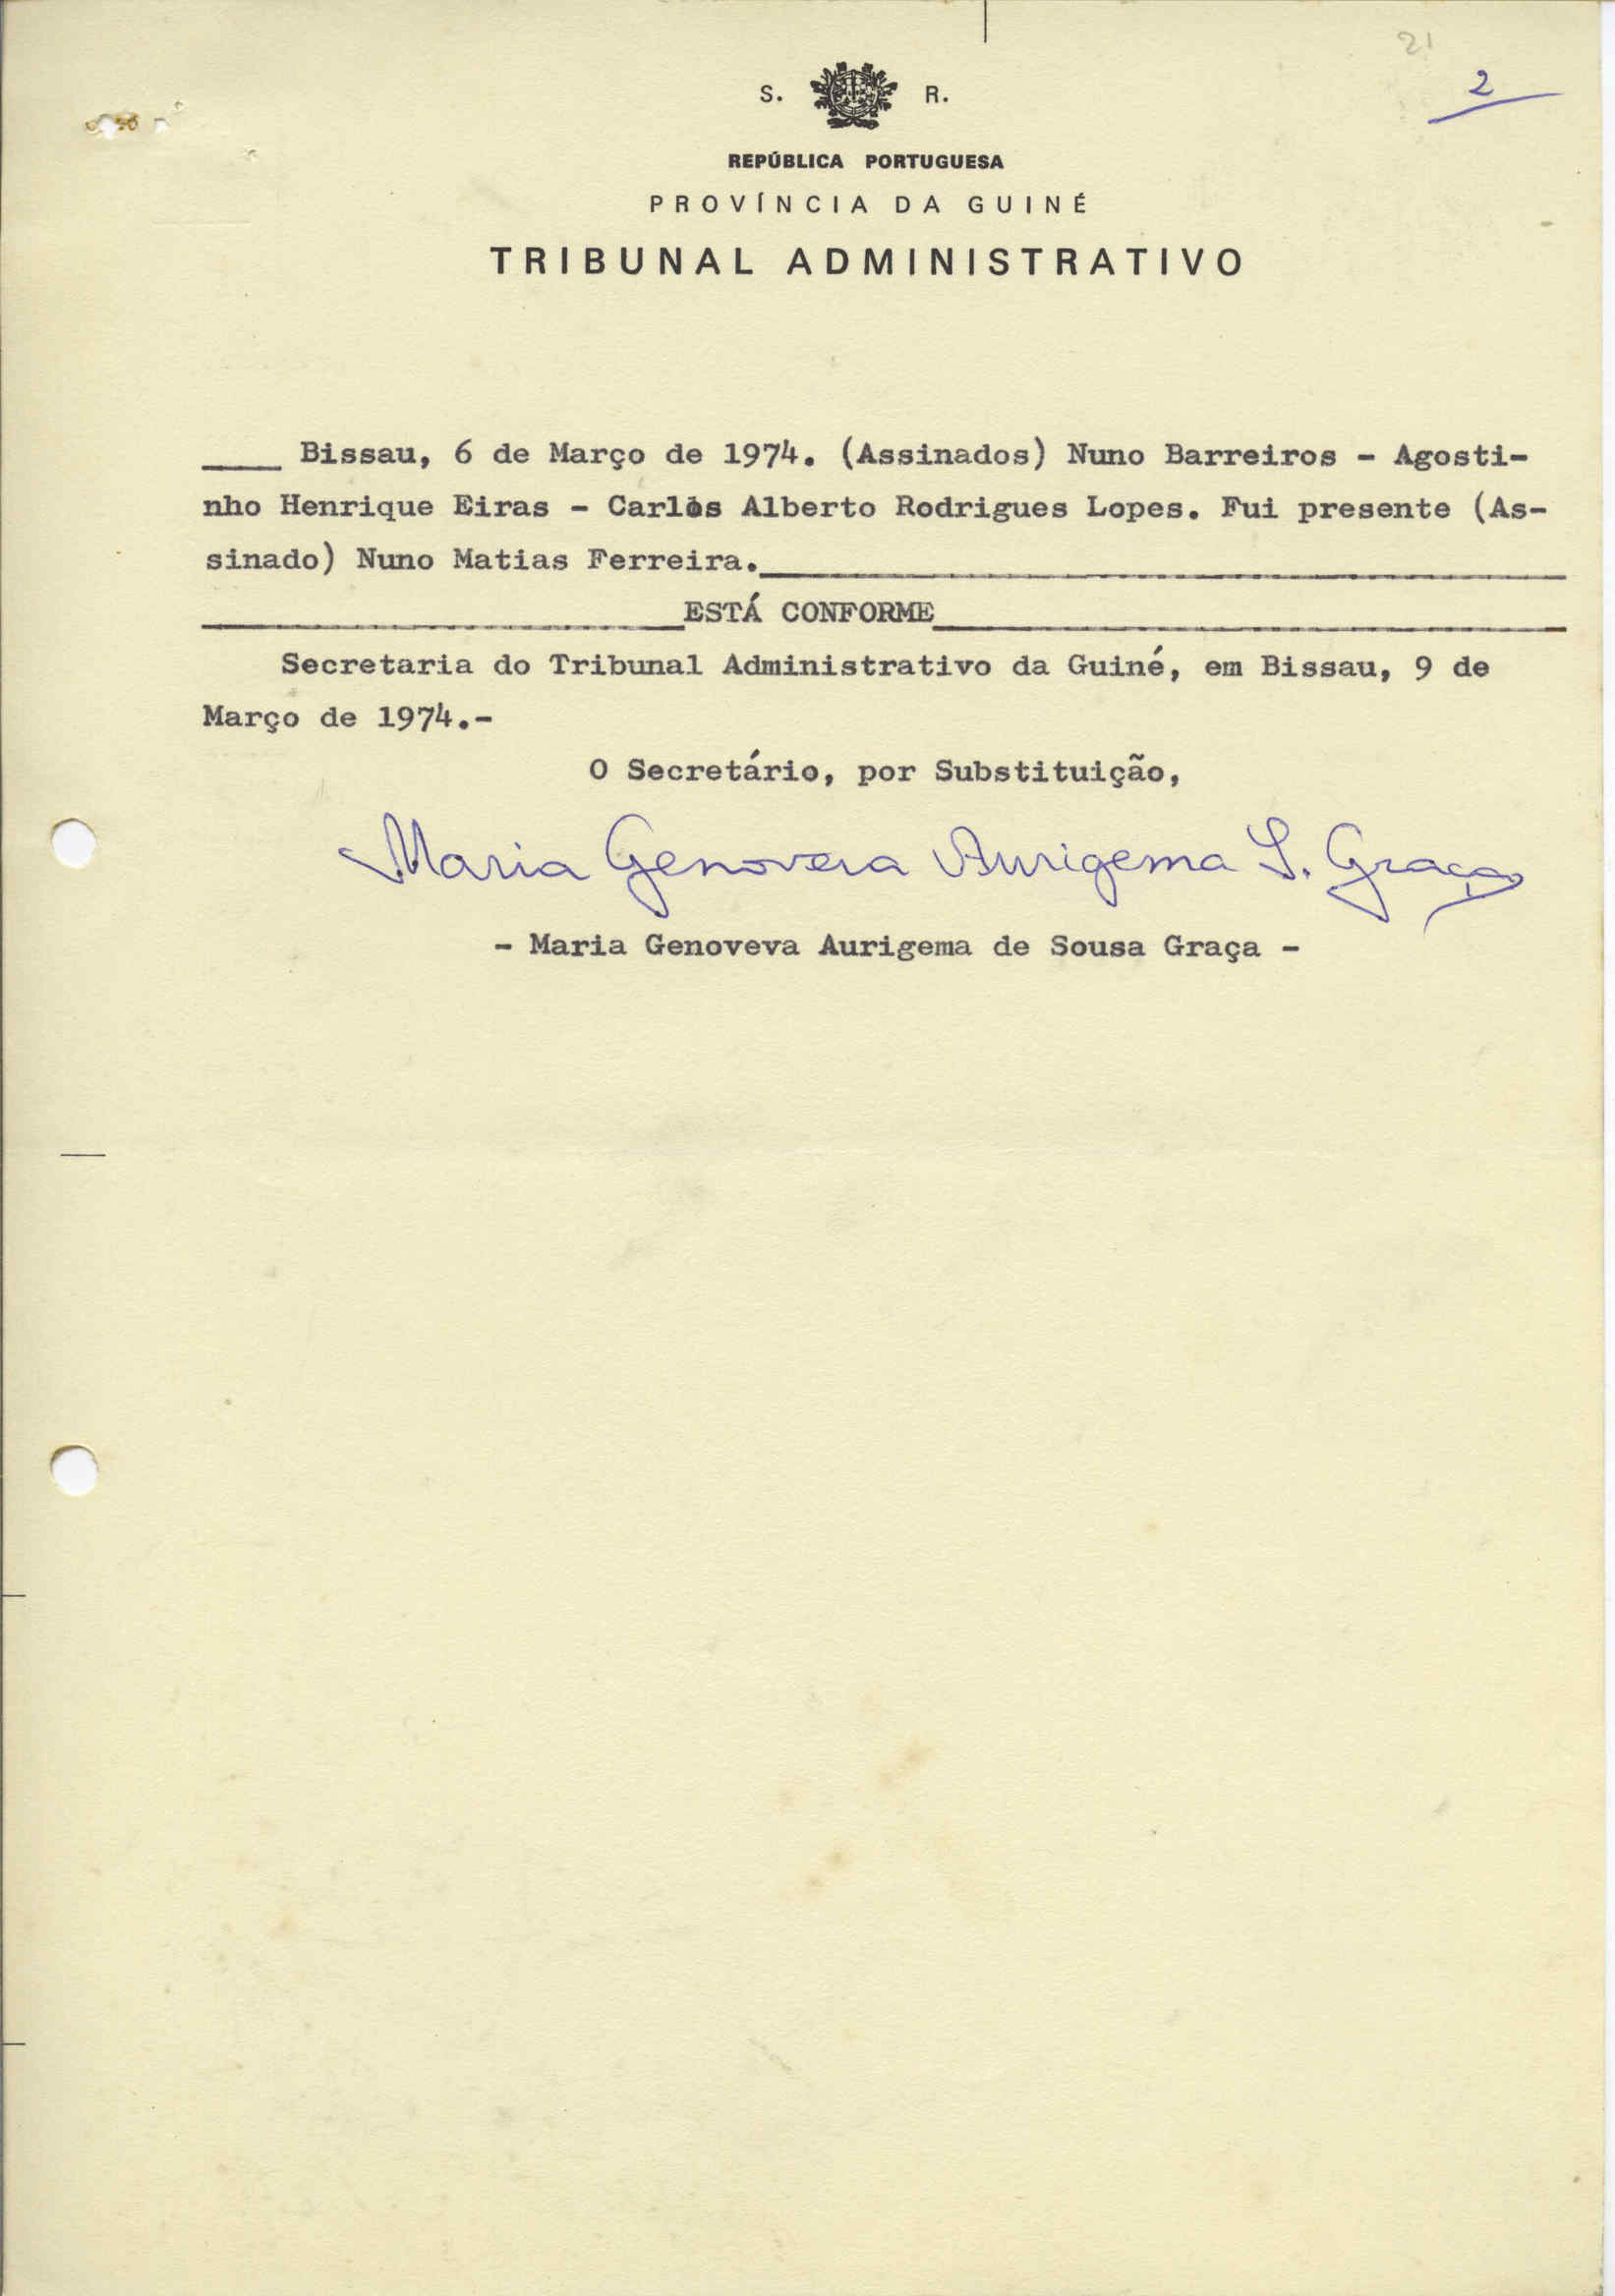 21
2
S. R.
REPÚBLICA PORTUGUESA
PROVÍNCIA DA GUINÉ
TRIBUNAL ADMINISTRATIVO
____ Bissau, 6 de Março de 1974. (Assinados) Nuno Barreiros - Agosti-
nho Henrique Eiras - Carlos Alberto Rodrigues Lopes. Fui presente (As-
sinado) Nuno Matias Ferreira.____
____ESTÁ CONFORME____
Secretaria do Tribunal Administrativo da Guiné, em Bissau, 9 de
Março de 1974.-
O Secretário, por Substituição,
Maria Genoveva Aurigema S. Graça
- Maria Genoveva Aurigema de Sousa Graça -